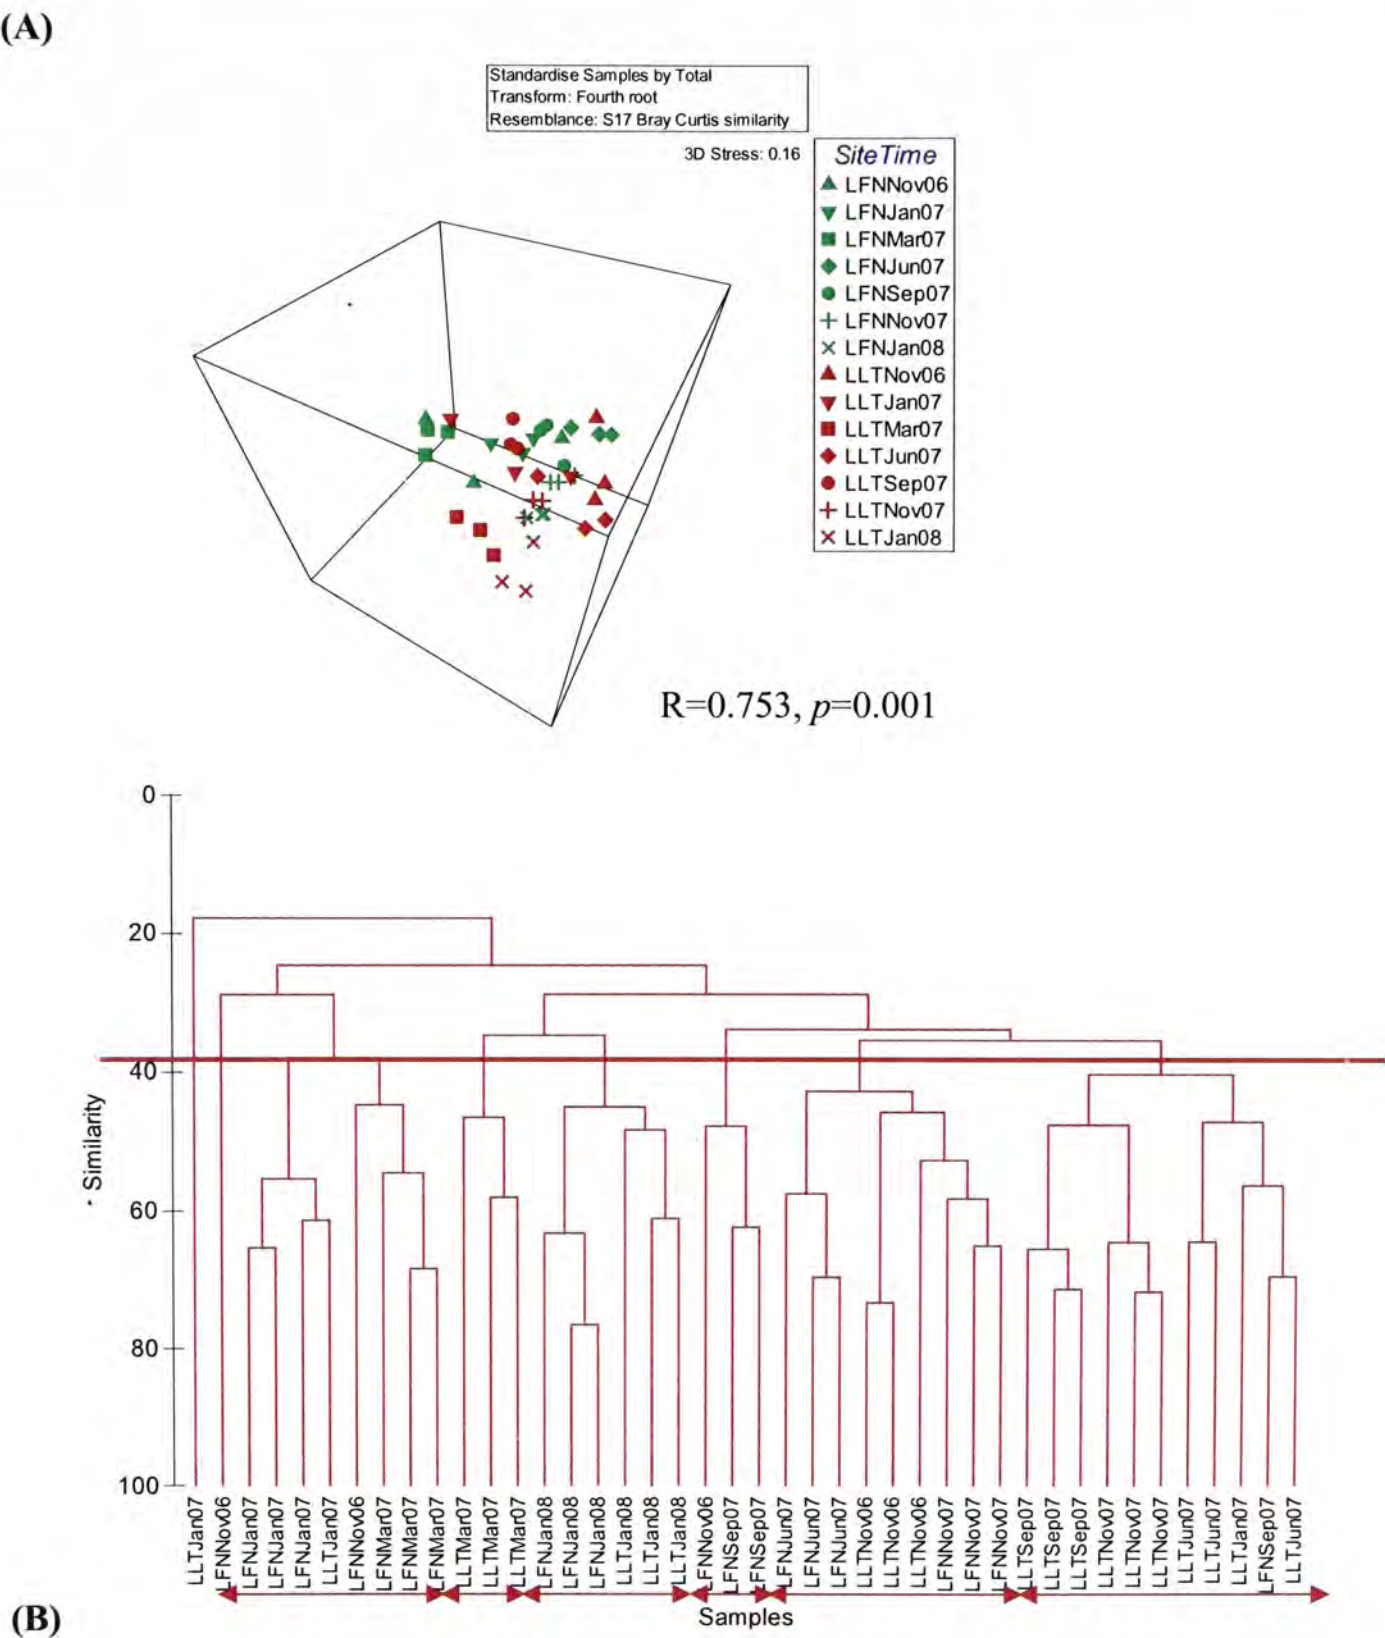 (A)
Standardise Samples by Total
Transform: Fourth root
Resemblance: S17 Bray Curtis similarity
3D Stress: 0.16
SiteTime
LFNNov06
LFNJan07
LFNMar07
LFNJun07
LFNSep07
LFNNov07
LFNJan08
LLTNov06
LLTJan07
LLTMar07
LLTJun07
LLTSep07
LLTNov07
LLTJan08
R=0.753, p=0.001
0
20
40
60
80
100
Similarity
LLTJan07
LFNNov06
LFNJan07
LFNJan07
LFNJan07
LLTJan07
LFNNov06
LFNMar07
LFNMar07
LFNMar07
LLTMar07
LLTMar07
LLTMar07
LFNJan08
LFNJan08
LFNJan08
LLTJan08
LLTJan08
LLTJan08
LFNNov06
LFNSep07
LFNSep07
LFNJun07
LFNJun07
LFNJun07
LLTNov06
LLTNov06
LLTNov06
LFNNov07
LFNNov07
LFNNov07
LLTSep07
LLTSep07
LLTSep07
LLTNov07
LLTNov07
LLTNov07
LLTJun07
LLTJun07
LLTJan07
LFNSep07
LLTJun07
Samples
(B)